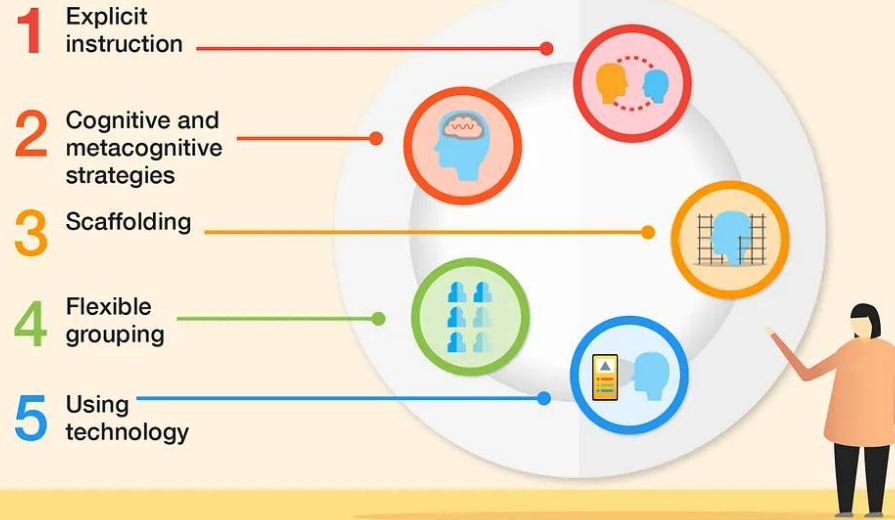 1 Explicit
instruction
2 Cognitive and
metacognitive
strategies
3 Scaffolding
4 Flexible
grouping
5 Using
technology